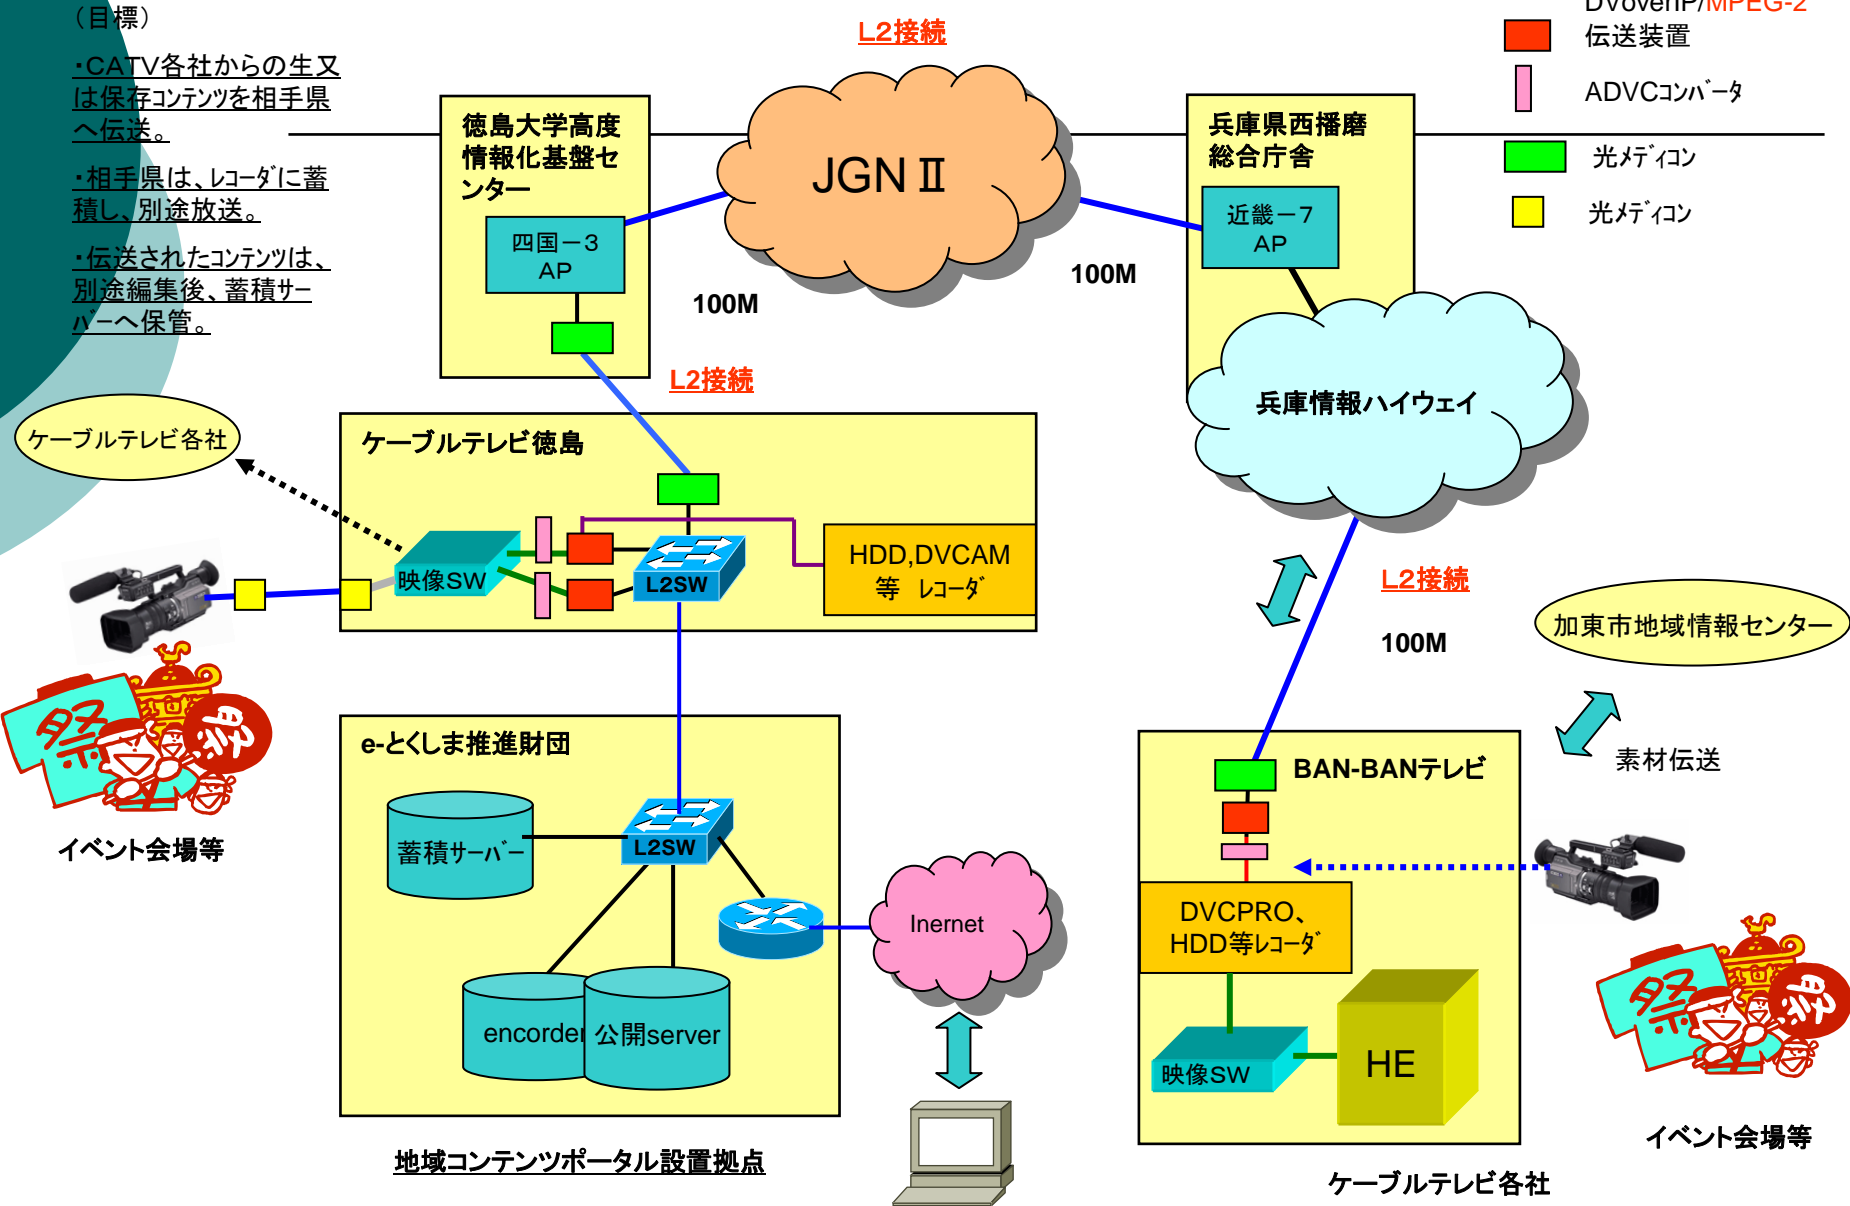 (目標)
・CATV各社からの生又
は保存コンテンツを相手県
へ伝送。
・相手県は、レコーダに蓄
積し、別途放送。
・伝送されたコンテンツは、
別途編集後、蓄積サー
バーへ保管。
L2接続
DVoverIP/MPEG-2
伝送装置
ADVCコンバータ
光メディコン
光メディコン
徳島大学高度
情報化基盤セ
ンター
四国－3
AP
JGNⅡ
100M
100M
兵庫県西播磨
総合庁舎
近畿－7
AP
兵庫情報ハイウェイ
L2接続
ケーブルテレビ各社
ケーブルテレビ徳島
映像SW
L2SW
HDD,DVCAM
等 レコーダ
L2接続
100M
加東市地域情報センター
素材伝送
祭
祭
イベント会場等
e-とくしま推進財団
蓄積サーバー
L2SW
encorder
公開server
Inernet
地域コンテンツポータル設置拠点
BAN-BANテレビ
DVCPRO、
HDD等レコーダ
映像SW
HE
ケーブルテレビ各社
祭
祭
イベント会場等